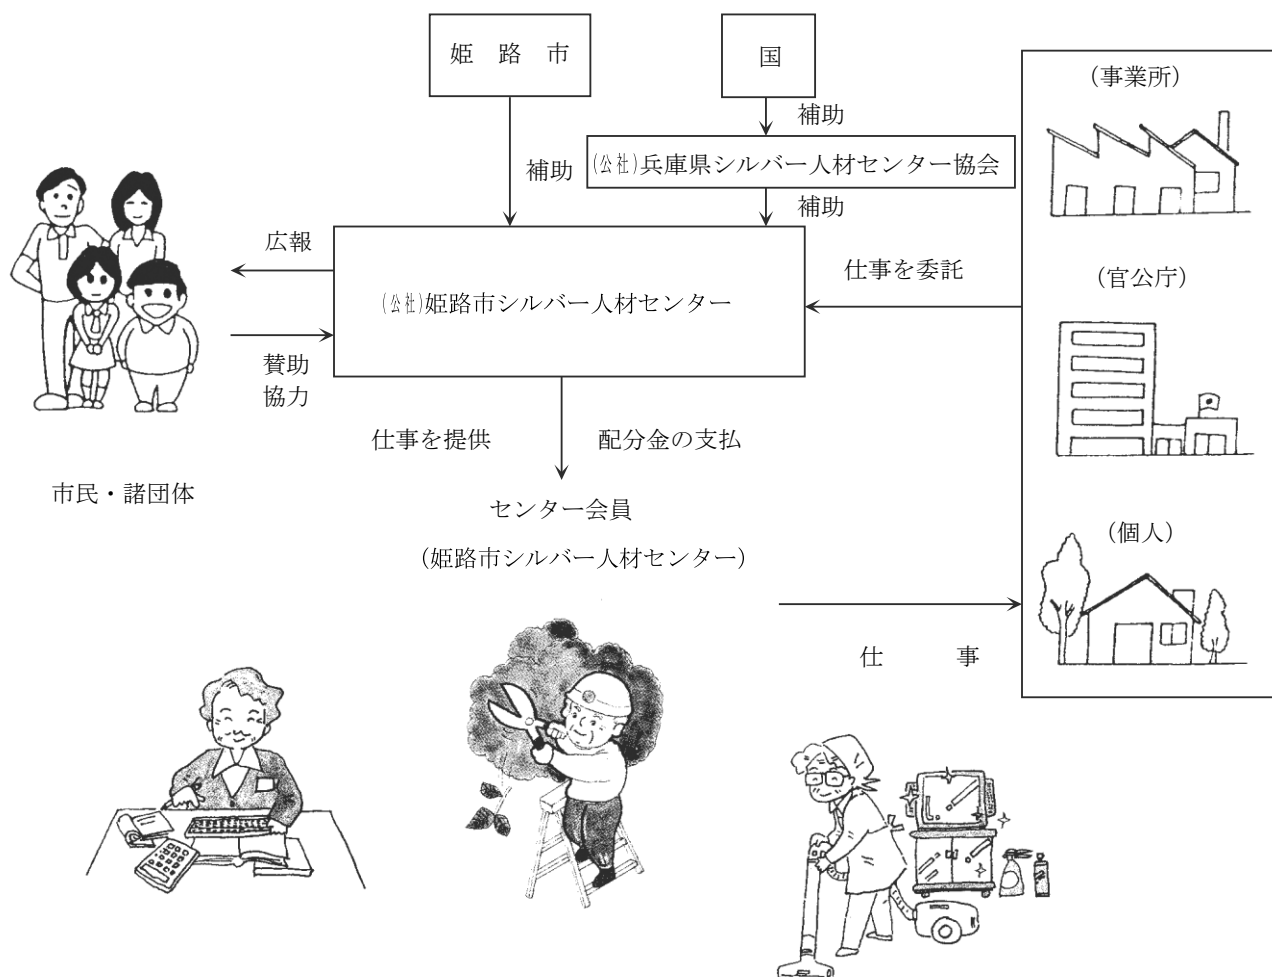 姫　路　市
国
（事業所）
補助
補助
㈳兵庫県シルバー人材センター協会
補助
広報
仕事を委託
（官公庁）
(公社)姫路市シルバー人材センター
賛助
協力
仕事を提供
配分金の支払
市民・諸団体
センター会員
（個人）
（姫路市シルバー人材センター）
仕　　　事